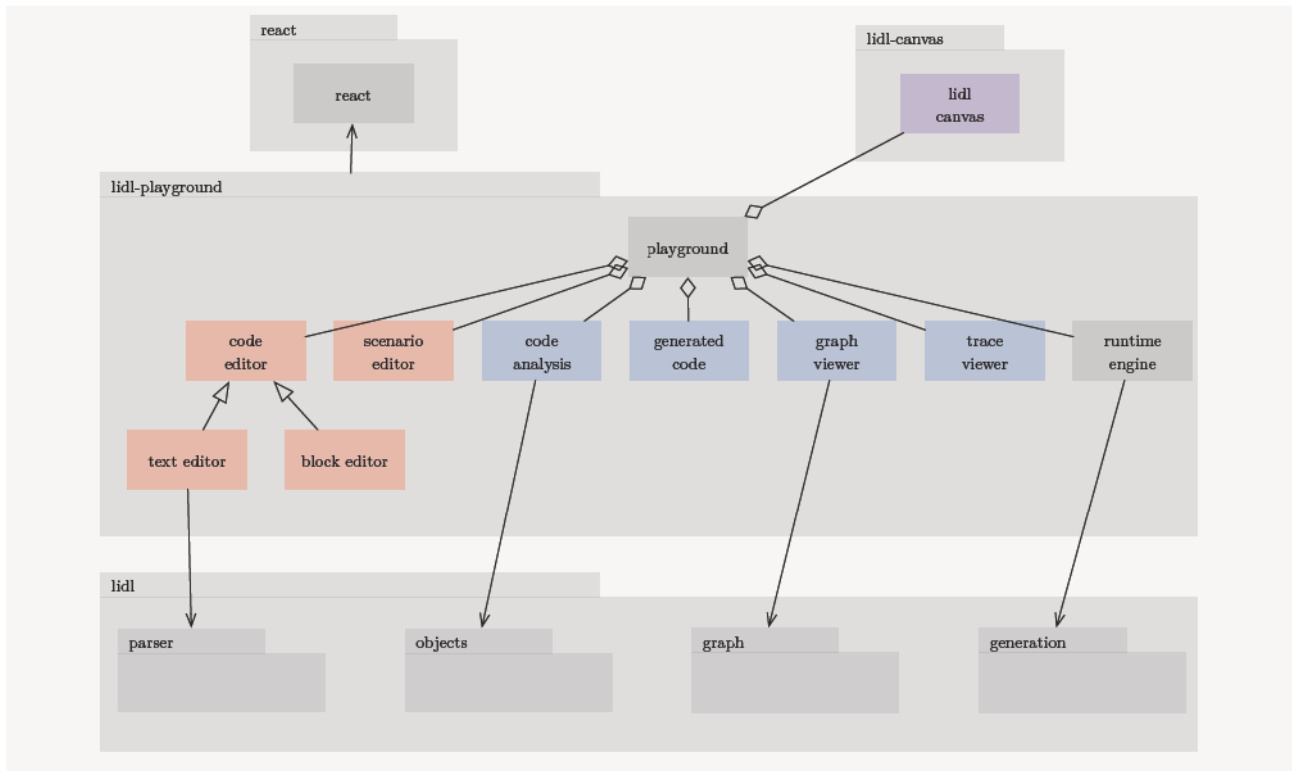 react
lidl-canvas
react
lidl
canvas
lidl-playground
playground
code
editor
scenario
editor
code
analysis
generated
code
graph
viewer
trace
viewer
runtime
engine
text editor
block editor
lidl
parser
objects
graph
generation